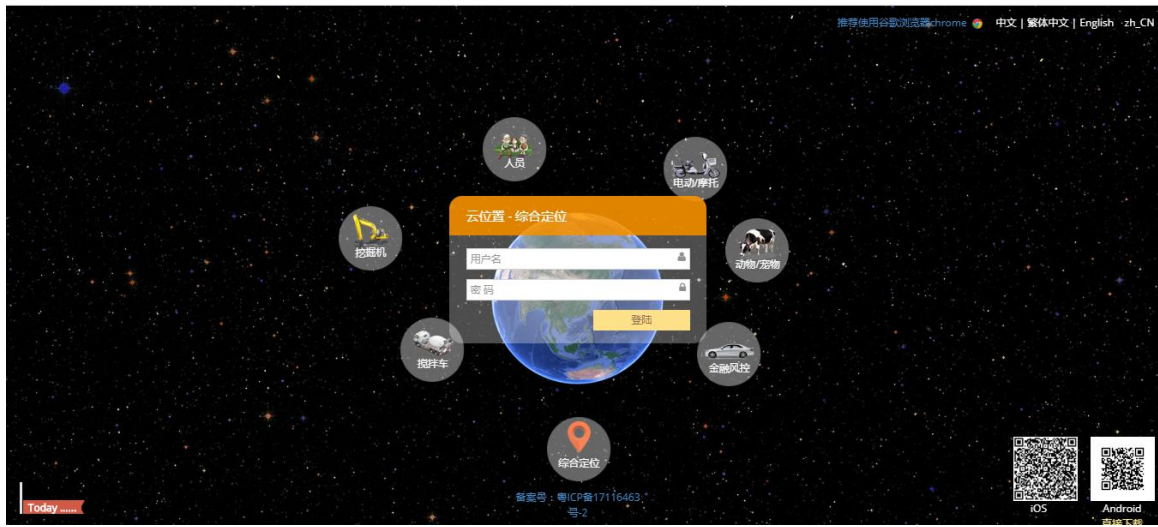 推荐使用谷歌浏览器chrome 中文 | 繁体中文 | English zh_CN
人员
电动/摩托
云位置 - 综合定位
挖掘机
用户名
动物/宠物
密 码
登陆
搅拌车
金融风控
综合定位
备案号：粤ICP备17116463
号-2
Today ......
iOS
Android
直接下载